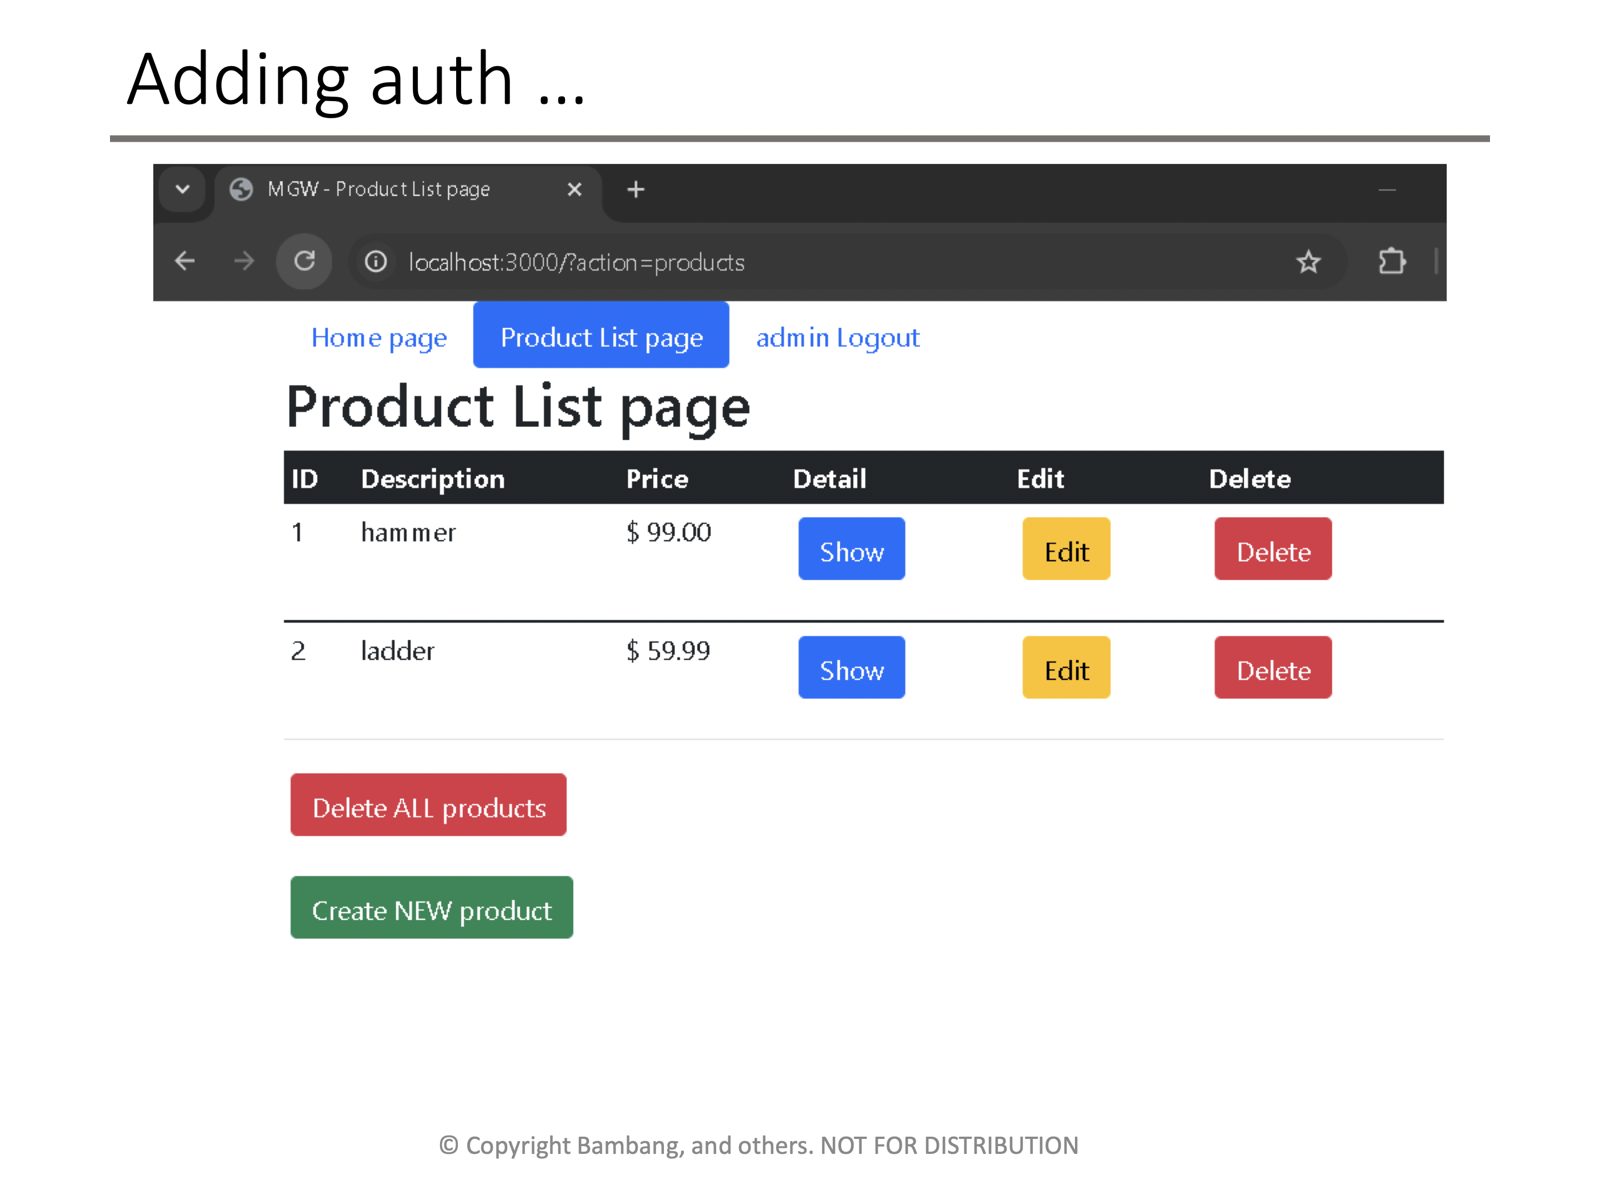 Adding auth ...
MGW - Product List page
localhost:3000/?action=products
Home page Product List page admin Logout
Product List page
ID Description Price Detail Edit Delete
1 hammer $ 99.00 Show Edit Delete
2 ladder $ 59.99 Show Edit Delete
Delete ALL products
Create NEW product
© Copyright Bambang, and others. NOT FOR DISTRIBUTION